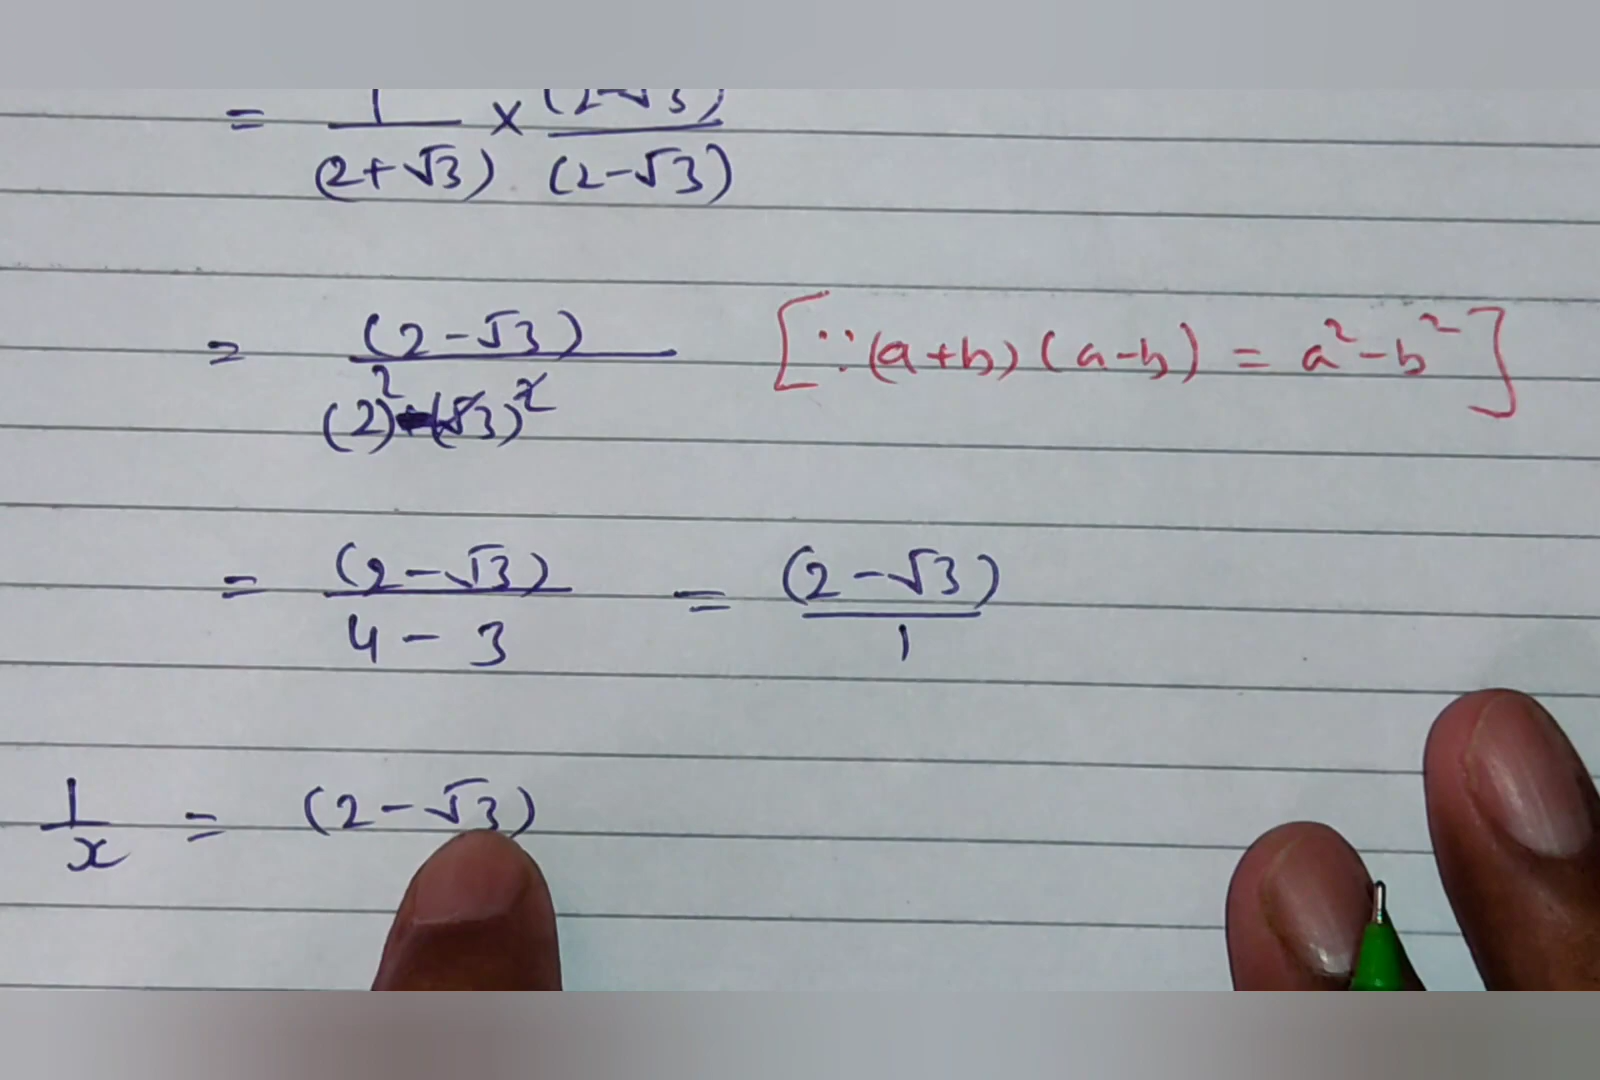 = 1/(2+√3) × (2-√3)/(2-√3)
= (2-√3)/((2)²-(√3)²) [∵(a+b)(a-b) = a²-b²]
= (2-√3)/(4-3) = (2-√3)/1
1/x = (2-√3)